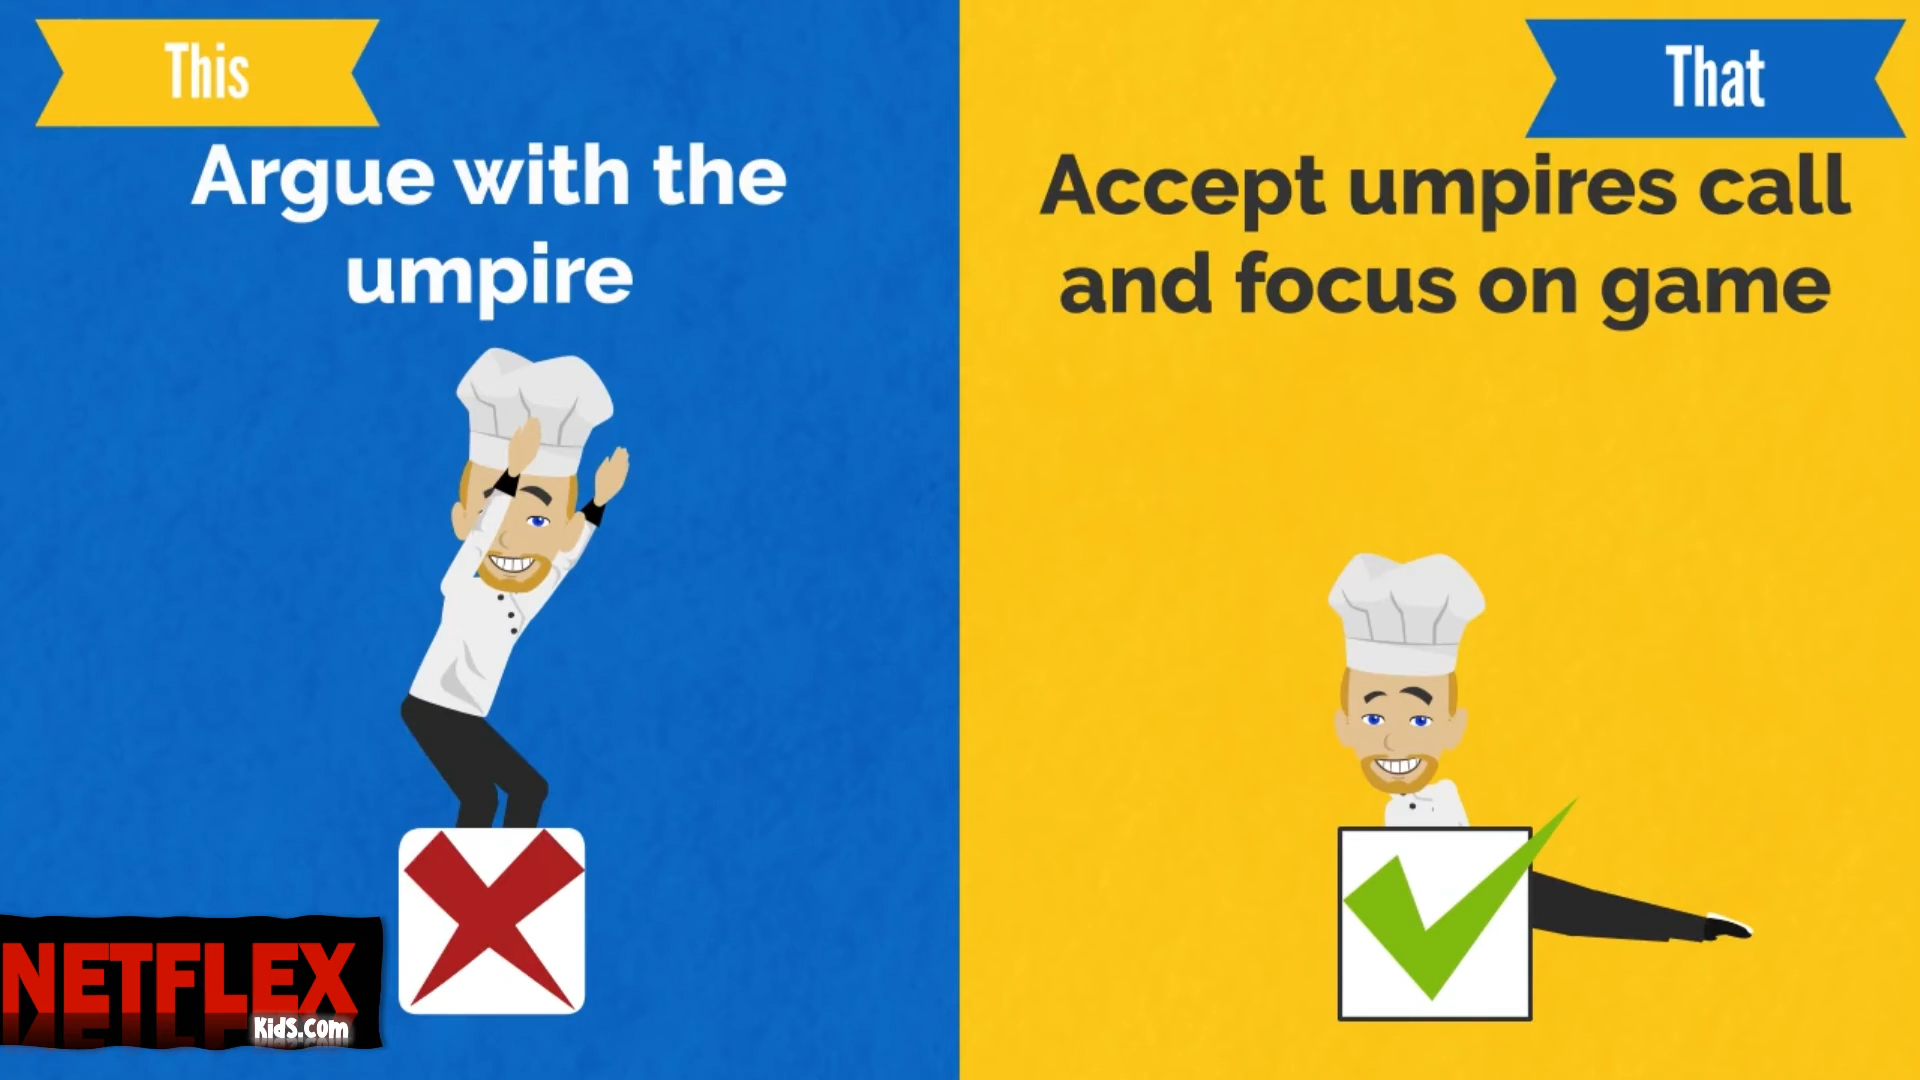 This
Argue with the
umpire
That
Accept umpires call
and focus on game
NETFLEX
Kids.com